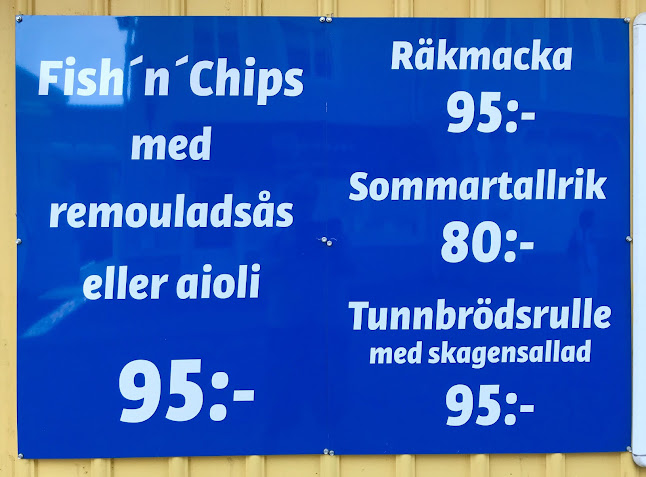 Fish´n´Chips
med
remouladsås
eller aioli
95:-
Räkmacka
95:-
Sommartallrik
80:-
Tunnbrödsrulle
med skagensallad
95:-